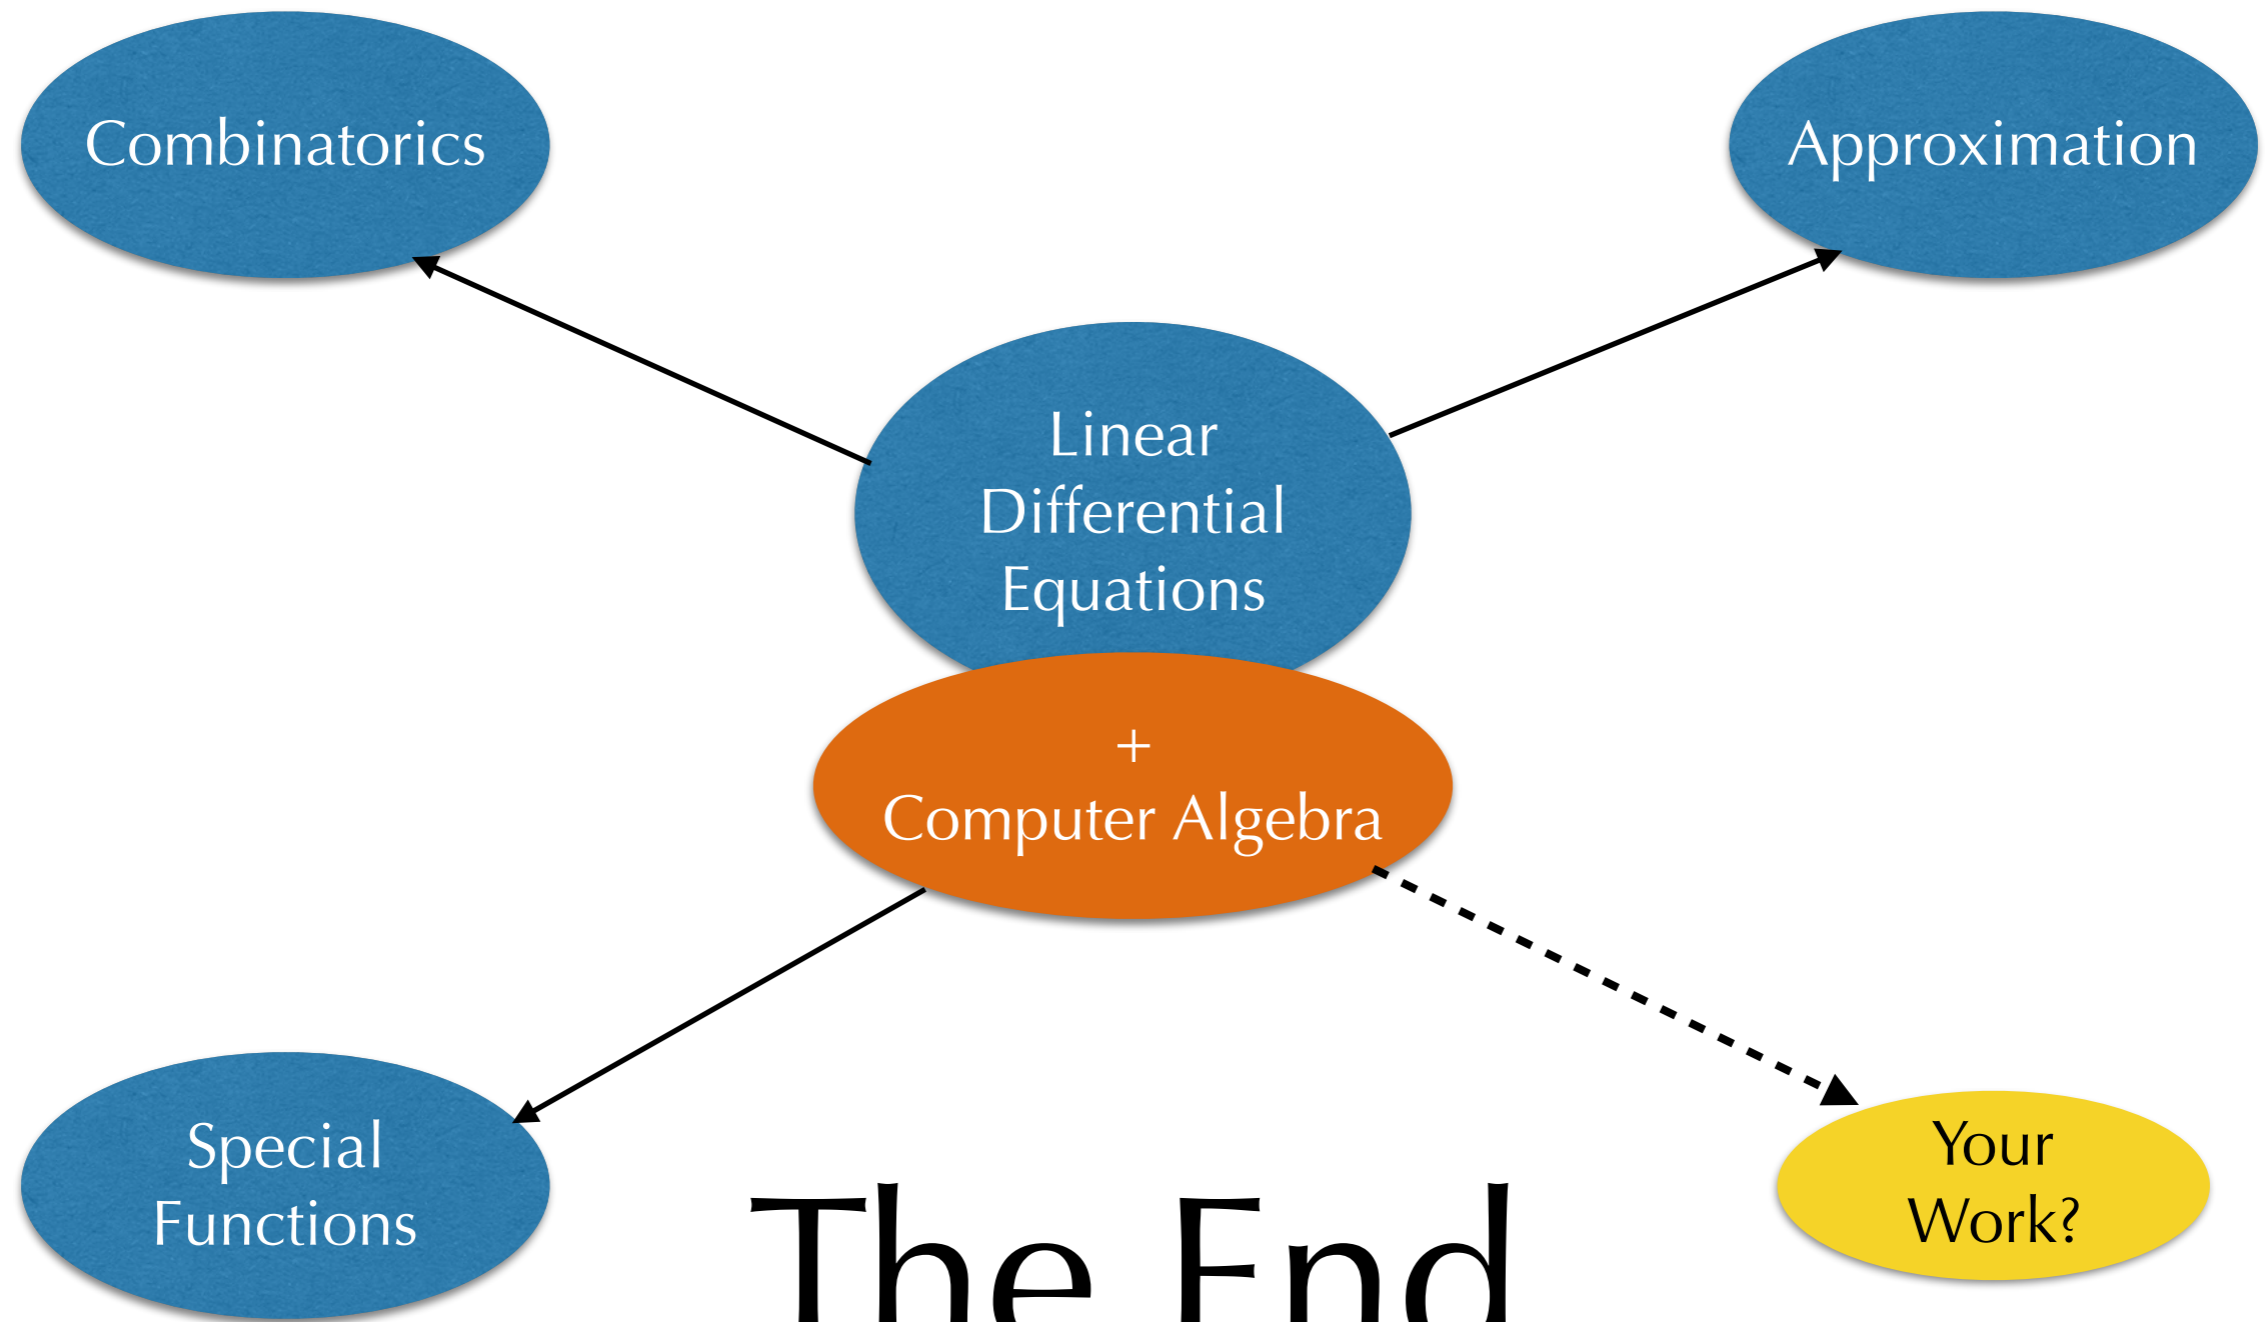 Combinatorics
Approximation
Linear
Differential
Equations
+
Computer Algebra
Special
Functions
Your
Work?
The End